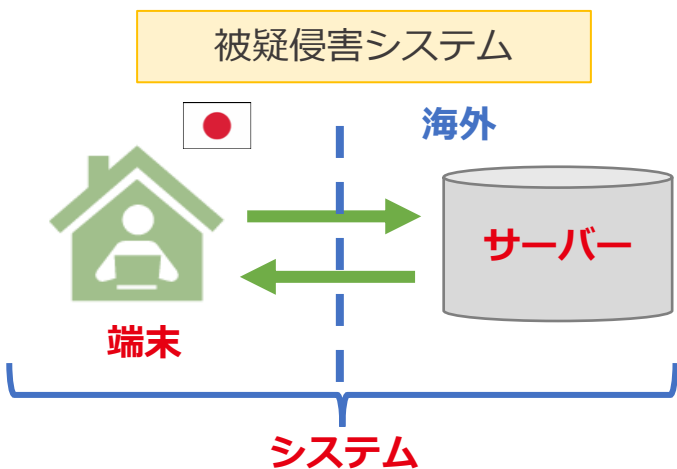 被疑侵害システム
海外
サーバー
端末
システム